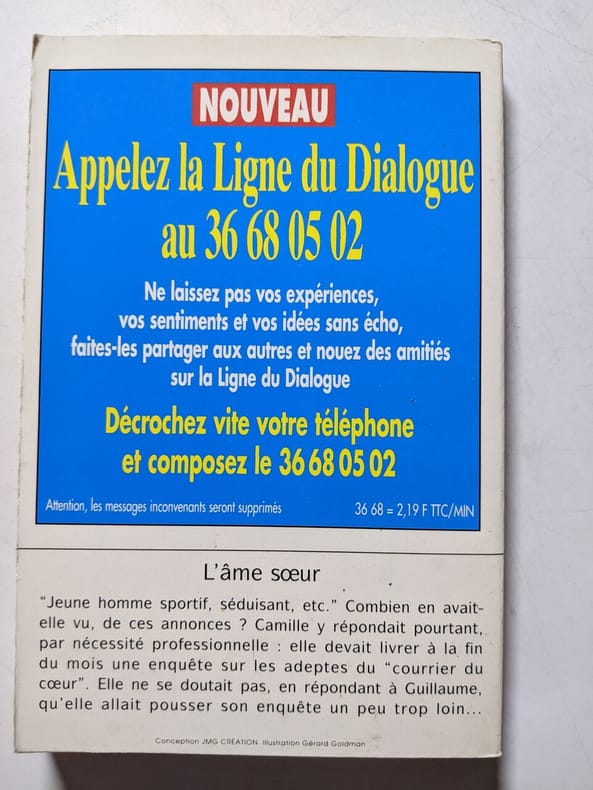 NOUVEAU
Appelez la Ligne du Dialogue
au 36 68 05 02
Ne laissez pas vos expériences,
vos sentiments et vos idées sans écho,
faites-les partager aux autres et nouez des amitiés
sur la Ligne du Dialogue
Décrochez vite votre téléphone
et composez le 36 68 05 02
Attention, les messages inconvenants seront supprimés
36 68 = 2,19 F TTC/MIN
L'âme sœur
"Jeune homme sportif, séduisant, etc." Combien en avait-
elle vu, de ces annonces ? Camille y répondait pourtant,
par nécessité professionnelle : elle devait livrer à la fin
du mois une enquête sur les adeptes du "courrier du
cœur". Elle ne se doutait pas, en répondant à Guillaume,
qu'elle allait pousser son enquête un peu trop loin...
Conception JMG CRÉATION. Illustration Gérard Goldman